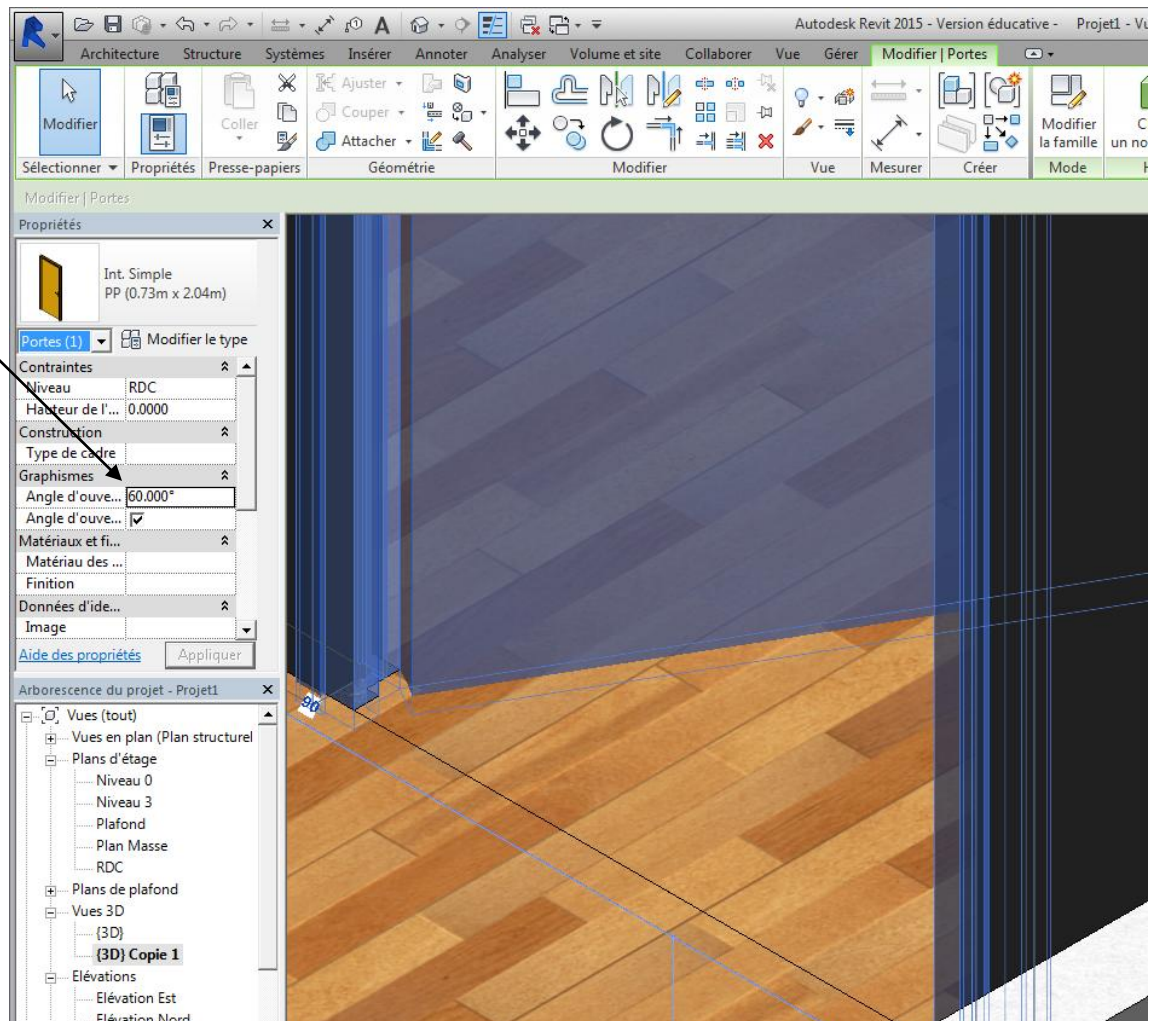 Autodesk Revit 2015 - Version éducative - Projet1 - Vu
Architecture Structure Systèmes Insérer Annoter Analyser Volume et site Collaborer Vue Gérer Modifier | Portes
Modifier
Coller
Ajuster
Couper
Attacher
Modifier
la famille
C
un no
Sélectionner Propriétés Presse-papiers Géométrie Modifier Vue Mesurer Créer Mode H
Modifier | Portes
Propriétés
Int. Simple
PP (0.73m x 2.04m)
Portes (1) Modifier le type
Contraintes
Niveau RDC
Hauteur de l'... 0.0000
Construction
Type de cadre
Graphismes
Angle d'ouve... 60.000°
Angle d'ouve...
Matériaux et fi...
Matériau des ...
Finition
Données d'ide...
Image
Aide des propriétés Appliquer
Arborescence du projet - Projet1
Vues (tout)
Vues en plan (Plan structurel
Plans d'étage
Niveau 0
Niveau 3
Plafond
Plan Masse
RDC
Plans de plafond
Vues 3D
{3D}
{3D} Copie 1
Elévations
Elévation Est
Elévation Nord
90